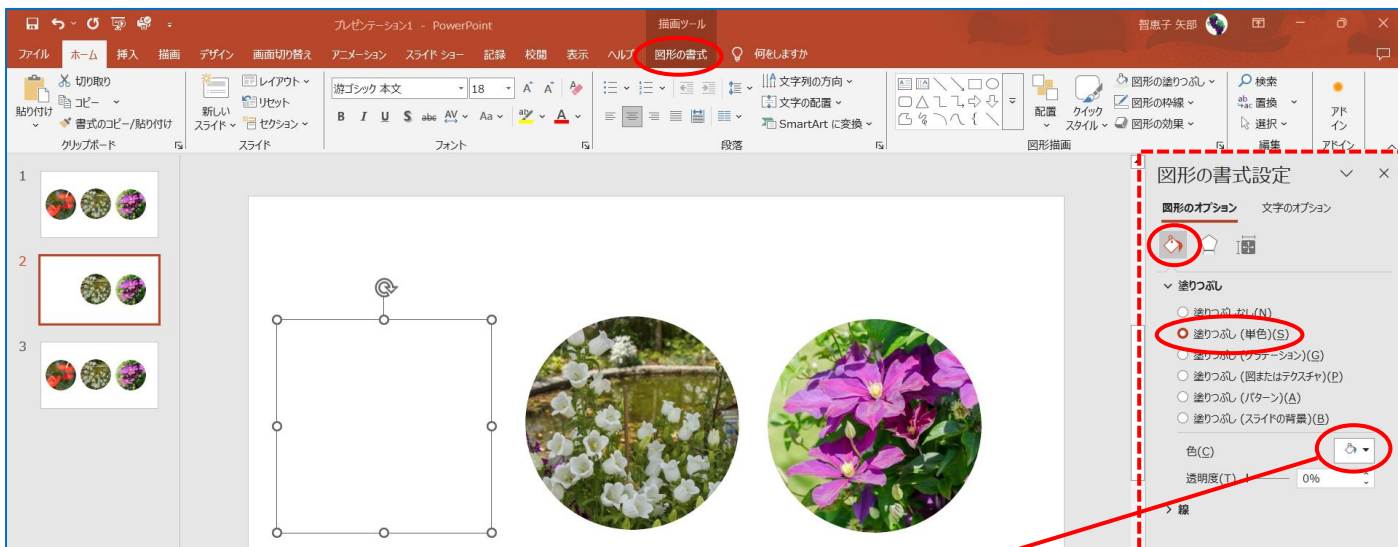 プレゼンテーション1 - PowerPoint
描画ツール
智恵子 矢部
ファイル ホーム 挿入 描画 デザイン 画面切り替え アニメーション スライド ショー 記録 校閲 表示 ヘルプ 図形の書式 何をしますか
貼り付け
切り取り
コピー
書式のコピー/貼り付け
クリップボード
新しい
スライド
レイアウト
リセット
セクション
スライド
游ゴシック 本文 18 A A A
B I U S abc AV Aa ab A
フォント
文字列の方向
文字の配置
SmartArt に変換
段落
配置
クイック
スタイル
図形の塗りつぶし
図形の枠線
図形の効果
図形描画
検索
置換
選択
編集
アド
イン
アドイン
1
2
3
図形の書式設定
図形のオプション 文字のオプション
塗りつぶし
塗りつぶしなし(N)
塗りつぶし (単色)(S)
塗りつぶし (グラデーション)(G)
塗りつぶし (図またはテクスチャ)(P)
塗りつぶし (パターン)(A)
塗りつぶし (スライドの背景)(B)
色(C)
透明度(T) 0%
線